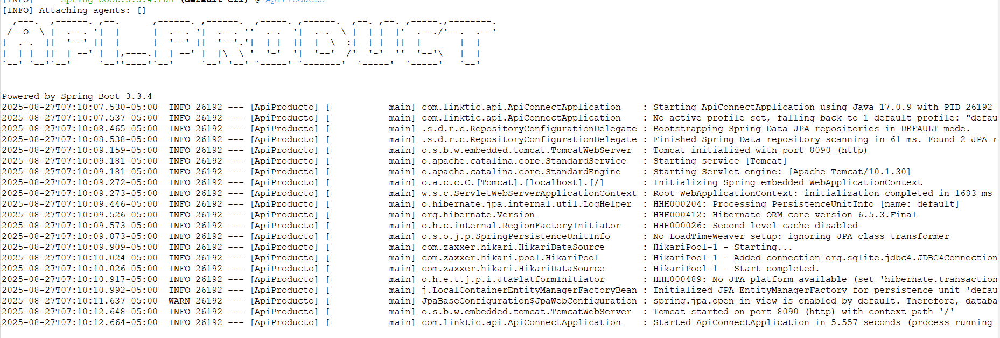 [INFO] Attaching agents: []
  ,---.  ,------. ,--.      ,------. ,------.  ,-----. ,------.  ,--. ,--. ,-----.,--------.
 /  O  \ |  .--. '|  |      |  .--. '|  .--. ''  .-.  '|  .-.  \ |  | |  |'  .--./'--.  .--'
|  .-.  ||  '--' ||  |      |  '--' ||  '--'.'|  | |  ||  |  \  :|  | |  ||  |       |  |
|  | |  ||  | --' |  |,----.|  | --' |  |\  \ '  '-'  '|  '--'  /'  '-'  ''  '--'\   |  |
`--' `--'`--'     `--''----'`--'     `--' '--' `-----' `-------'  `-----'  `-----'   `--'
Powered by Spring Boot 3.3.4
2025-08-27T07:10:07.530-05:00  INFO 26192 --- [ApiProducto] [           main] com.linktic.api.ApiConnectApplication    : Starting ApiConnectApplication using Java 17.0.9 with PID 26192
2025-08-27T07:10:07.537-05:00  INFO 26192 --- [ApiProducto] [           main] com.linktic.api.ApiConnectApplication    : No active profile set, falling back to 1 default profile: "defau
2025-08-27T07:10:08.465-05:00  INFO 26192 --- [ApiProducto] [           main] .s.d.r.c.RepositoryConfigurationDelegate : Bootstrapping Spring Data JPA repositories in DEFAULT mode.
2025-08-27T07:10:08.538-05:00  INFO 26192 --- [ApiProducto] [           main] .s.d.r.c.RepositoryConfigurationDelegate : Finished Spring Data repository scanning in 61 ms. Found 2 JPA r
2025-08-27T07:10:09.159-05:00  INFO 26192 --- [ApiProducto] [           main] o.s.b.w.embedded.tomcat.TomcatWebServer  : Tomcat initialized with port 8090 (http)
2025-08-27T07:10:09.181-05:00  INFO 26192 --- [ApiProducto] [           main] o.apache.catalina.core.StandardService   : Starting service [Tomcat]
2025-08-27T07:10:09.181-05:00  INFO 26192 --- [ApiProducto] [           main] o.apache.catalina.core.StandardEngine    : Starting Servlet engine: [Apache Tomcat/10.1.30]
2025-08-27T07:10:09.272-05:00  INFO 26192 --- [ApiProducto] [           main] o.a.c.c.C.[Tomcat].[localhost].[/]       : Initializing Spring embedded WebApplicationContext
2025-08-27T07:10:09.273-05:00  INFO 26192 --- [ApiProducto] [           main] w.s.c.ServletWebServerApplicationContext : Root WebApplicationContext: initialization completed in 1683 ms
2025-08-27T07:10:09.446-05:00  INFO 26192 --- [ApiProducto] [           main] o.hibernate.jpa.internal.util.LogHelper  : HHH000204: Processing PersistenceUnitInfo [name: default]
2025-08-27T07:10:09.526-05:00  INFO 26192 --- [ApiProducto] [           main] org.hibernate.Version                    : HHH000412: Hibernate ORM core version 6.5.3.Final
2025-08-27T07:10:09.573-05:00  INFO 26192 --- [ApiProducto] [           main] o.h.c.internal.RegionFactoryInitiator    : HHH000026: Second-level cache disabled
2025-08-27T07:10:09.873-05:00  INFO 26192 --- [ApiProducto] [           main] o.s.o.j.p.SpringPersistenceUnitInfo      : No LoadTimeWeaver setup: ignoring JPA class transformer
2025-08-27T07:10:09.909-05:00  INFO 26192 --- [ApiProducto] [           main] com.zaxxer.hikari.HikariDataSource       : HikariPool-1 - Starting...
2025-08-27T07:10:10.024-05:00  INFO 26192 --- [ApiProducto] [           main] com.zaxxer.hikari.pool.HikariPool        : HikariPool-1 - Added connection org.sqlite.jdbc4.JDBC4Connection
2025-08-27T07:10:10.026-05:00  INFO 26192 --- [ApiProducto] [           main] com.zaxxer.hikari.HikariDataSource       : HikariPool-1 - Start completed.
2025-08-27T07:10:10.917-05:00  INFO 26192 --- [ApiProducto] [           main] o.h.e.t.j.p.i.JtaPlatformInitiator       : HHH000489: No JTA platform available (set 'hibernate.transaction
2025-08-27T07:10:10.992-05:00  INFO 26192 --- [ApiProducto] [           main] j.LocalContainerEntityManagerFactoryBean : Initialized JPA EntityManagerFactory for persistence unit 'defau
2025-08-27T07:10:11.637-05:00  WARN 26192 --- [ApiProducto] [           main] JpaBaseConfiguration$JpaWebConfiguration : spring.jpa.open-in-view is enabled by default. Therefore, databa
2025-08-27T07:10:12.648-05:00  INFO 26192 --- [ApiProducto] [           main] o.s.b.w.embedded.tomcat.TomcatWebServer  : Tomcat started on port 8090 (http) with context path '/'
2025-08-27T07:10:12.664-05:00  INFO 26192 --- [ApiProducto] [           main] com.linktic.api.ApiConnectApplication    : Started ApiConnectApplication in 5.557 seconds (process running